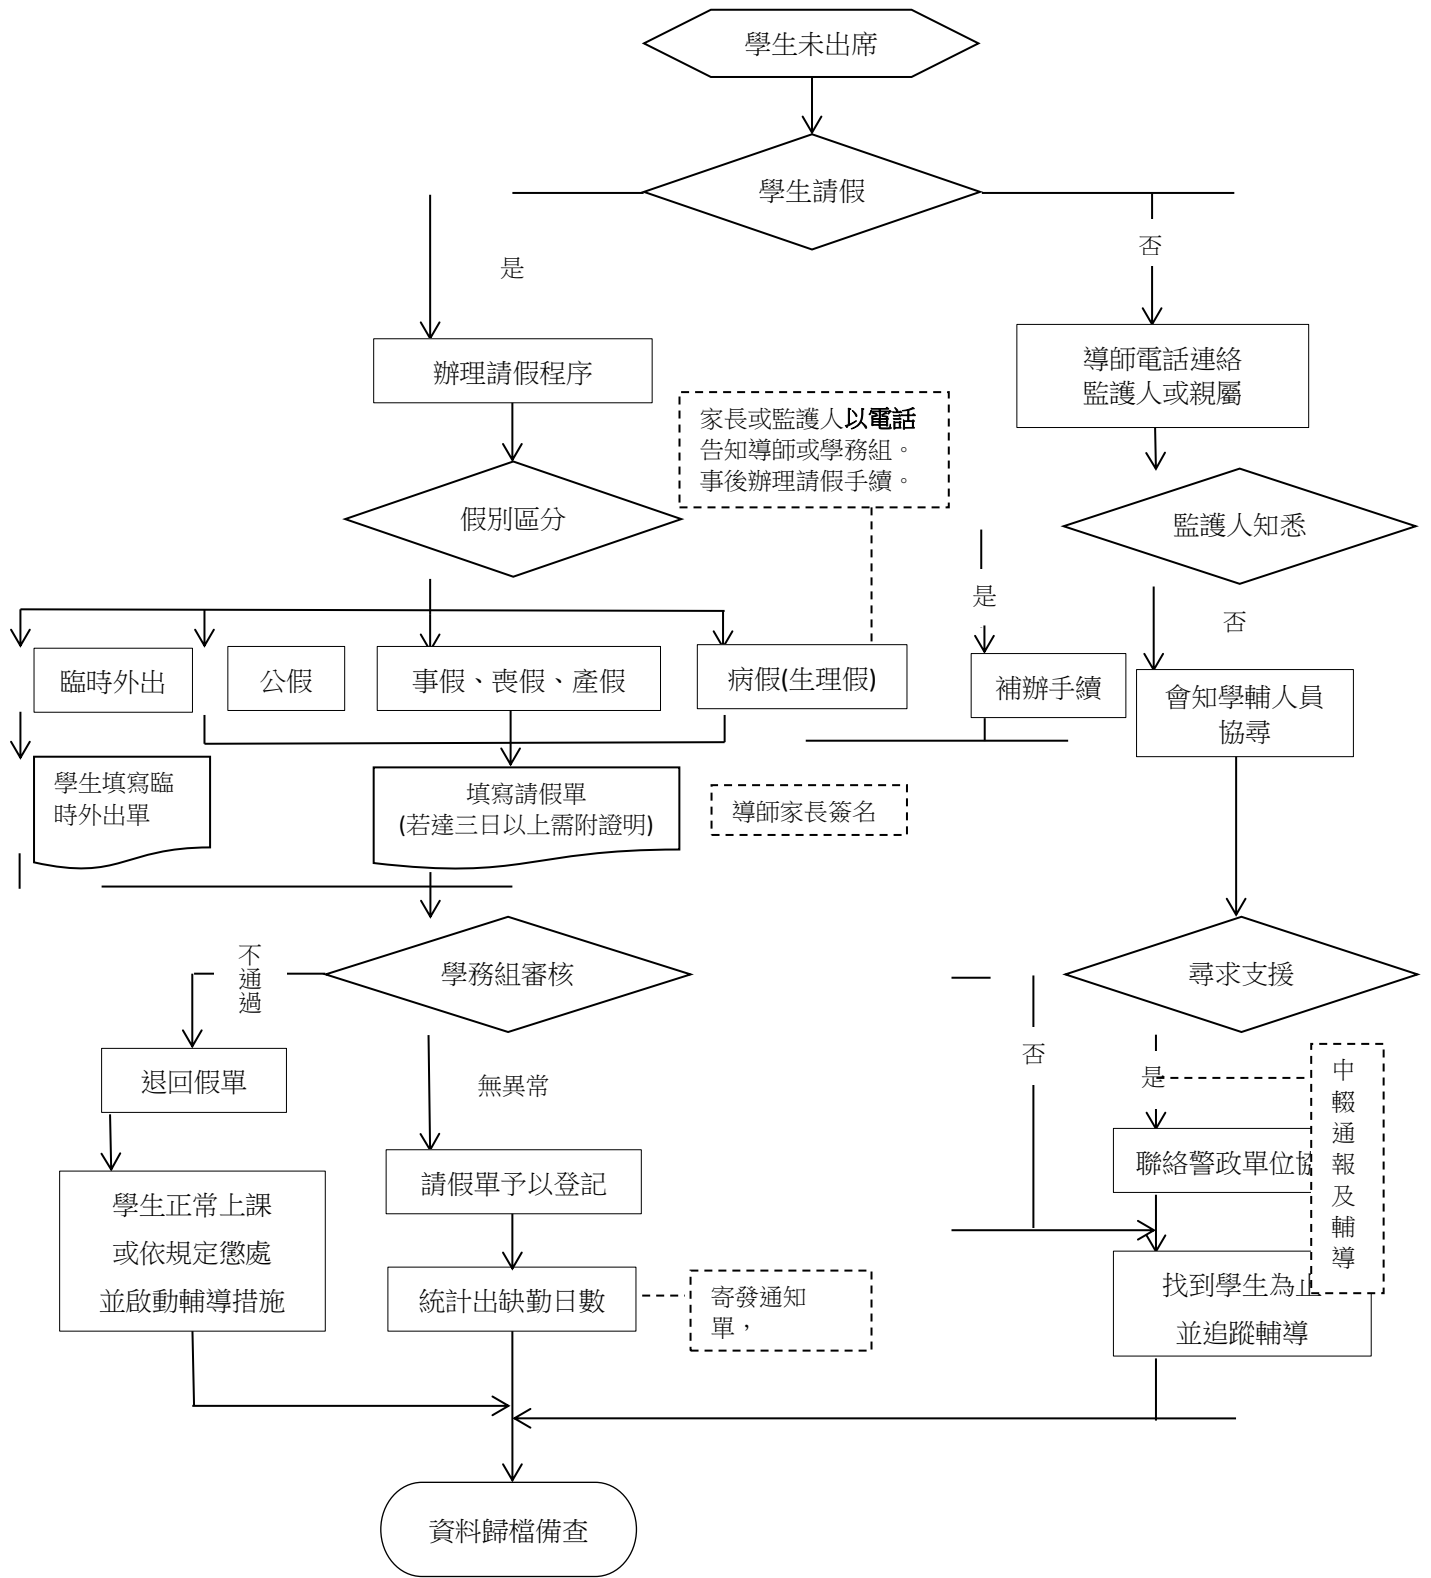 學生未出席
學生請假
是
否
辦理請假程序
導師電話連絡
監護人或親屬
家長或監護人以電話
告知導師或學務組。
事後辦理請假手續。
假別區分
監護人知悉
是
否
臨時外出
公假
事假、喪假、產假
病假(生理假)
補辦手續
會知學輔人員
協尋
學生填寫臨
時外出單
填寫請假單
(若達三日以上需附證明)
導師家長簽名
不
通
過
學務組審核
尋求支援
否
是
中
輟
通
報
及
輔
導
退回假單
無異常
聯絡警政單位
學生正常上課
或依規定懲處
並啟動輔導措施
請假單予以登記
統計出缺勤日數
寄發通知
單，
找到學生為止
並追蹤輔導
資料歸檔備查